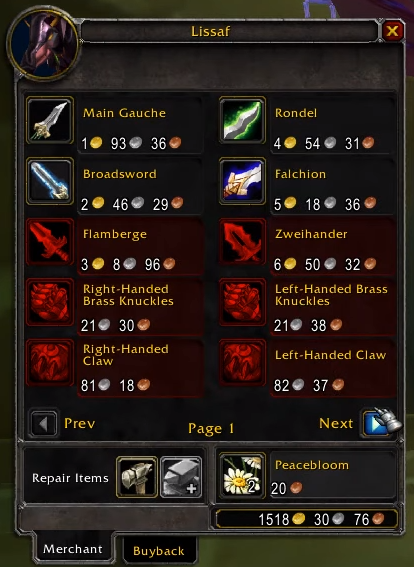 Lissaf
Main Gauche
1 93 36
Rondel
4 54 31
Broadsword
2 46 29
Falchion
5 18 36
Flamberge
3 8 96
Zweihander
6 50 32
Right-Handed
Brass Knuckles
21 30
Left-Handed Brass
Knuckles
21 38
Right-Handed
Claw
81 18
Left-Handed Claw
82 37
Prev
Page 1
Next
Repair Items
2
Peacebloom
20
1518 30 76
Merchant
Buyback